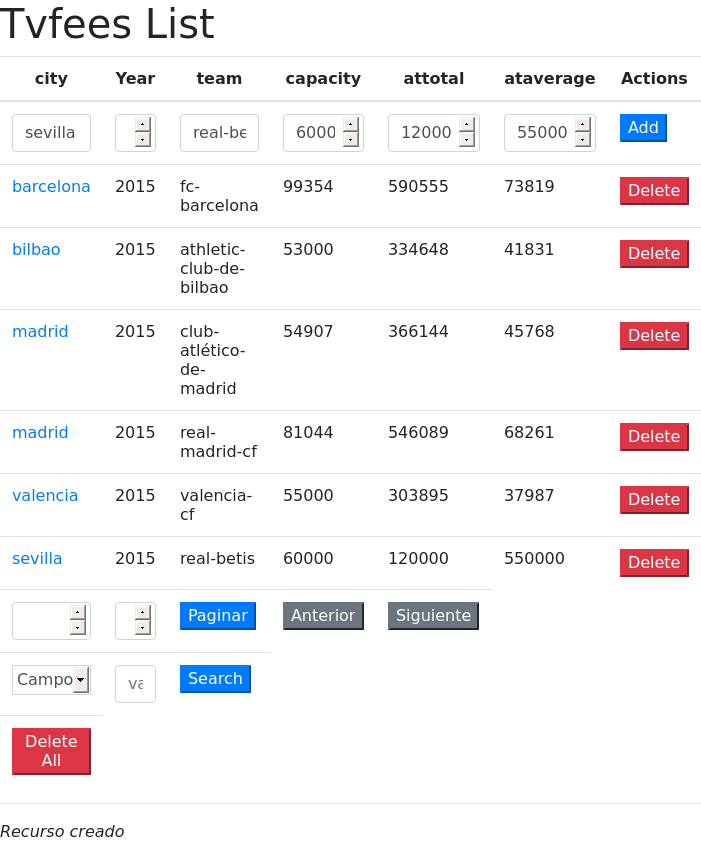 Tvfees List
city Year team capacity attotal ataverage Actions
sevilla real-be 6000 12000 55000 Add
barcelona 2015 fc- 99354 590555 73819 Delete
barcelona
bilbao 2015 athletic- 53000 334648 41831 Delete
club-de-
bilbao
madrid 2015 club- 54907 366144 45768 Delete
atlético-
de-
madrid
madrid 2015 real- 81044 546089 68261 Delete
madrid-cf
valencia 2015 valencia- 55000 303895 37987 Delete
cf
sevilla 2015 real-betis 60000 120000 550000 Delete
Paginar Anterior Siguiente
Campo Search
Delete
All
Recurso creado